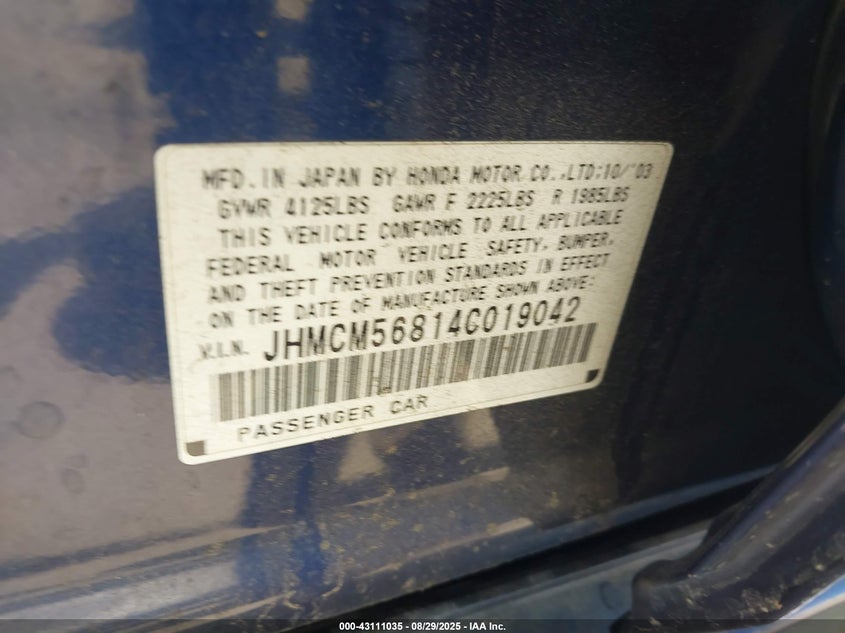 MFD. IN JAPAN BY HONDA MOTOR CO., LTD; 10/'03
GVWR 4125LBS GAWR F 2225LBS R 1985LBS
THIS VEHICLE CONFORMS TO ALL APPLICABLE
FEDERAL MOTOR VEHICLE SAFETY, BUMPER,
AND THEFT PREVENTION STANDARDS IN EFFECT
ON THE DATE OF MANUFACTURE SHOWN ABOVE:
V.I.N. JHMCM56814C019042
PASSENGER CAR
000-43111035 - 08/29/2025 - IAA Inc.